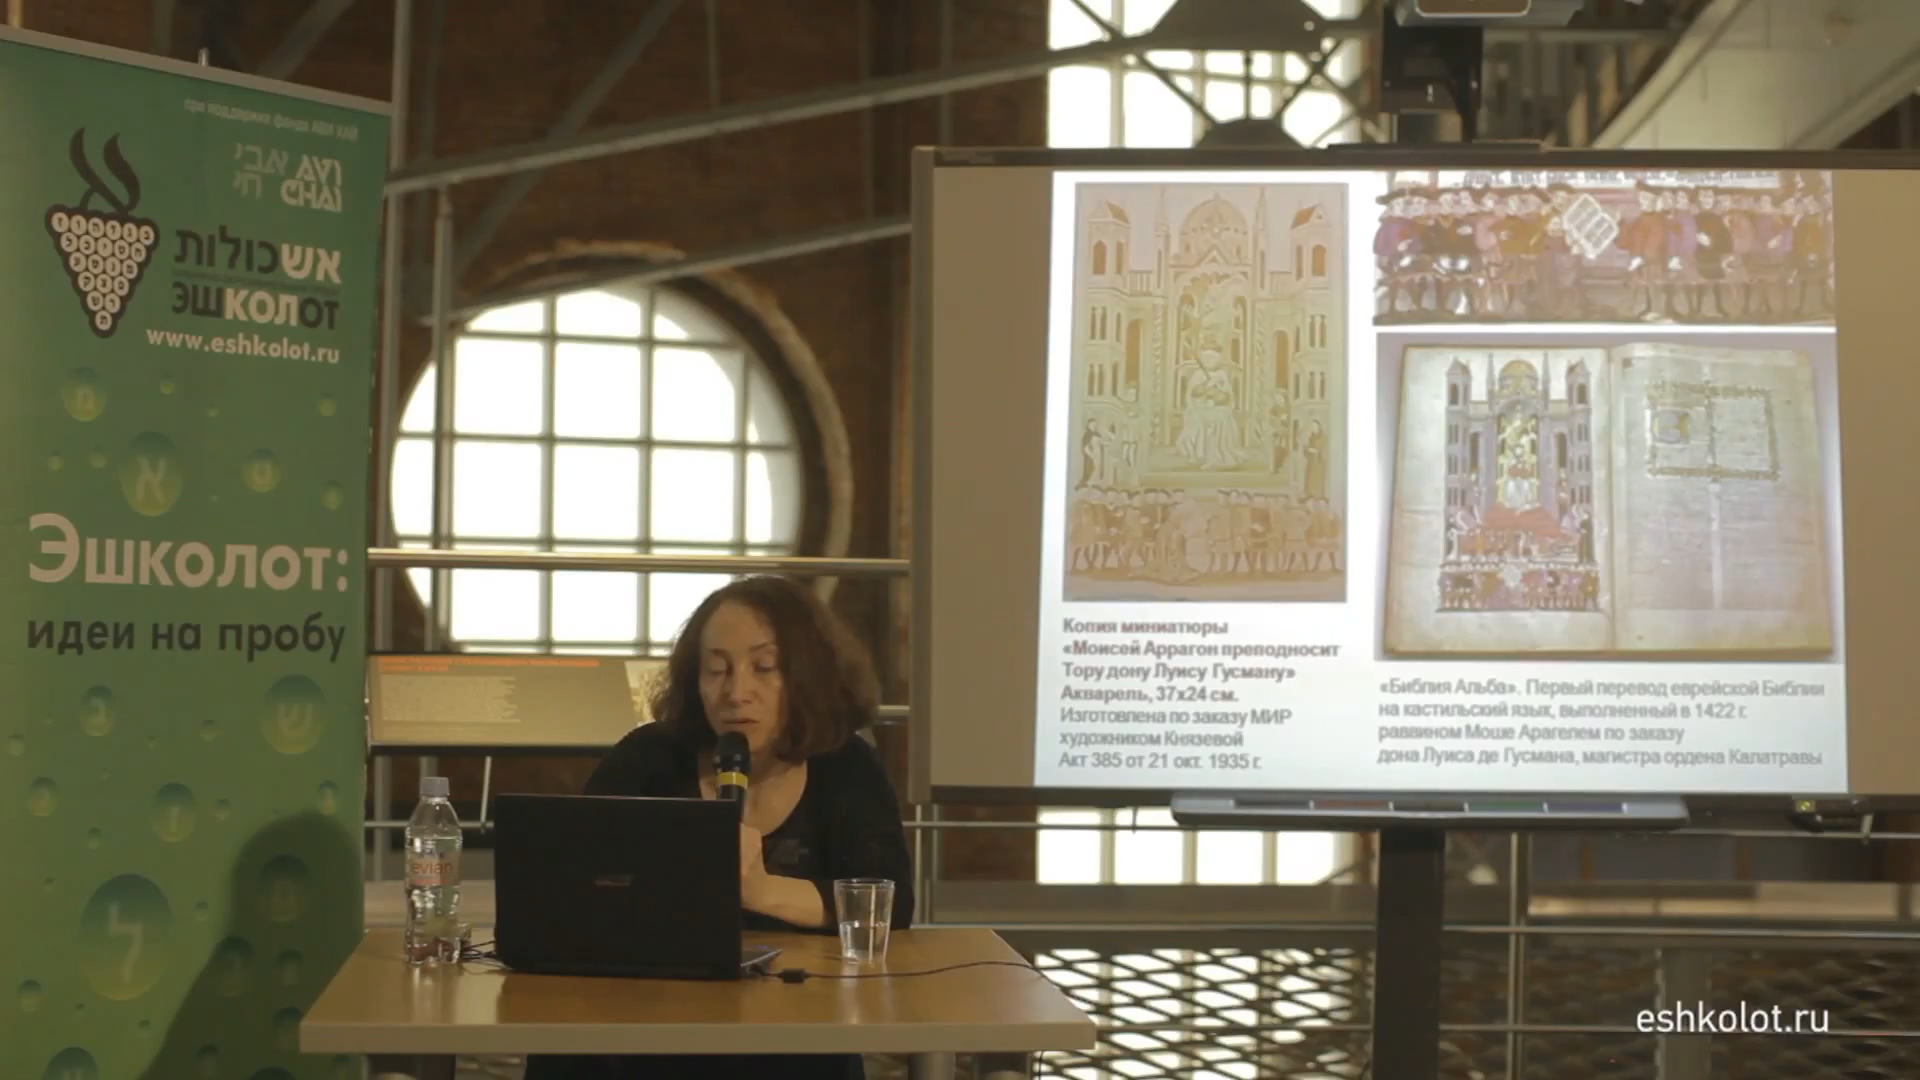 при поддержке фонда АВИ ХАЙ
אבי AVI
חי CHAI
אשכולות
ЭШКОЛОТ
www.eshkolot.ru
Эшколот:
идеи на пробу
evian
Копия миниатюры
«Моисей Аррагон преподносит
Тору дону Луису Гусману»
Акварель, 37х24 см.
Изготовлена по заказу МИР
художником Князевой
Акт 385 от 21 окт. 1935 г.
«Библия Альба». Первый перевод еврейской Библии
на кастильский язык, выполненный в 1422 г.
раввином Моше Арагелем по заказу
дона Луиса де Гусмана, магистра ордена Калатравы
eshkolot.ru